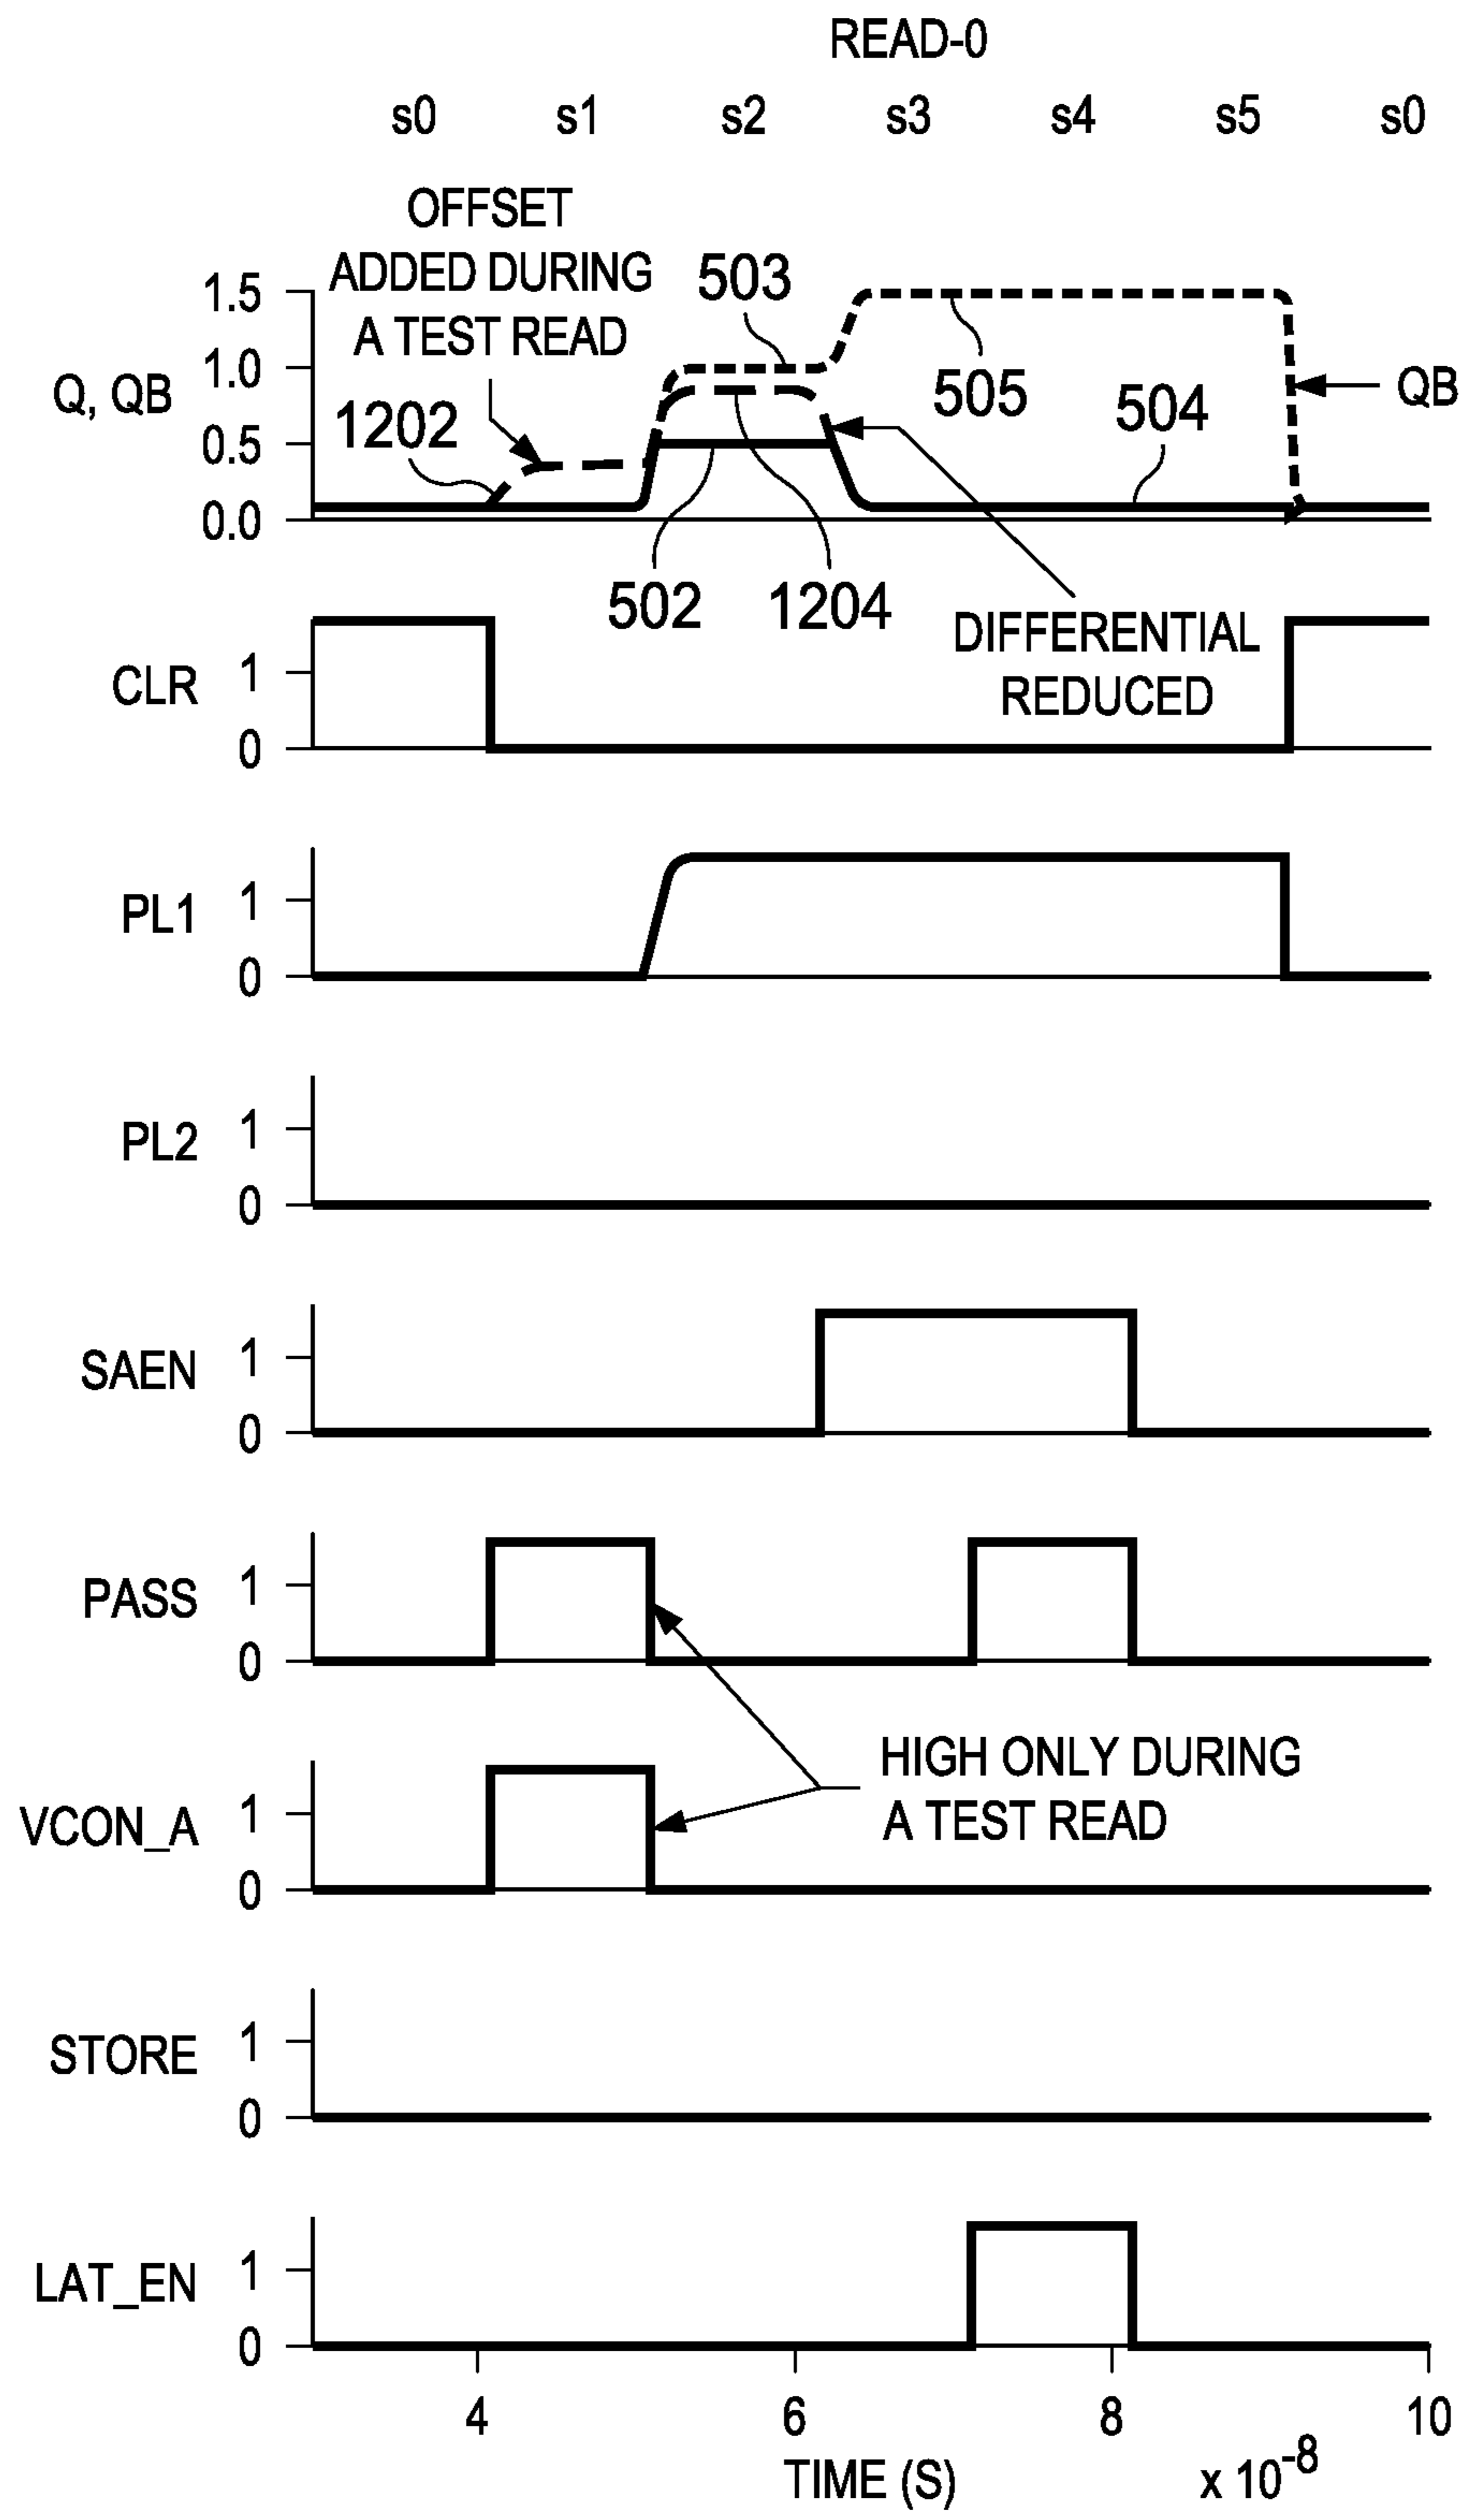 READ-0
s0 s1 s2 s3 s4 s5 s0
OFFSET
ADDED DURING
A TEST READ
503
1.5
1.0
Q, QB
0.5
0.0
1202
505
504
QB
502
1204
DIFFERENTIAL
REDUCED
CLR
1
0
PL1
1
0
PL2
1
0
SAEN
1
0
PASS
1
0
HIGH ONLY DURING
A TEST READ
VCON_A
1
0
STORE
1
0
LAT_EN
1
0
4 6 8 10
TIME (S)
x 10-8